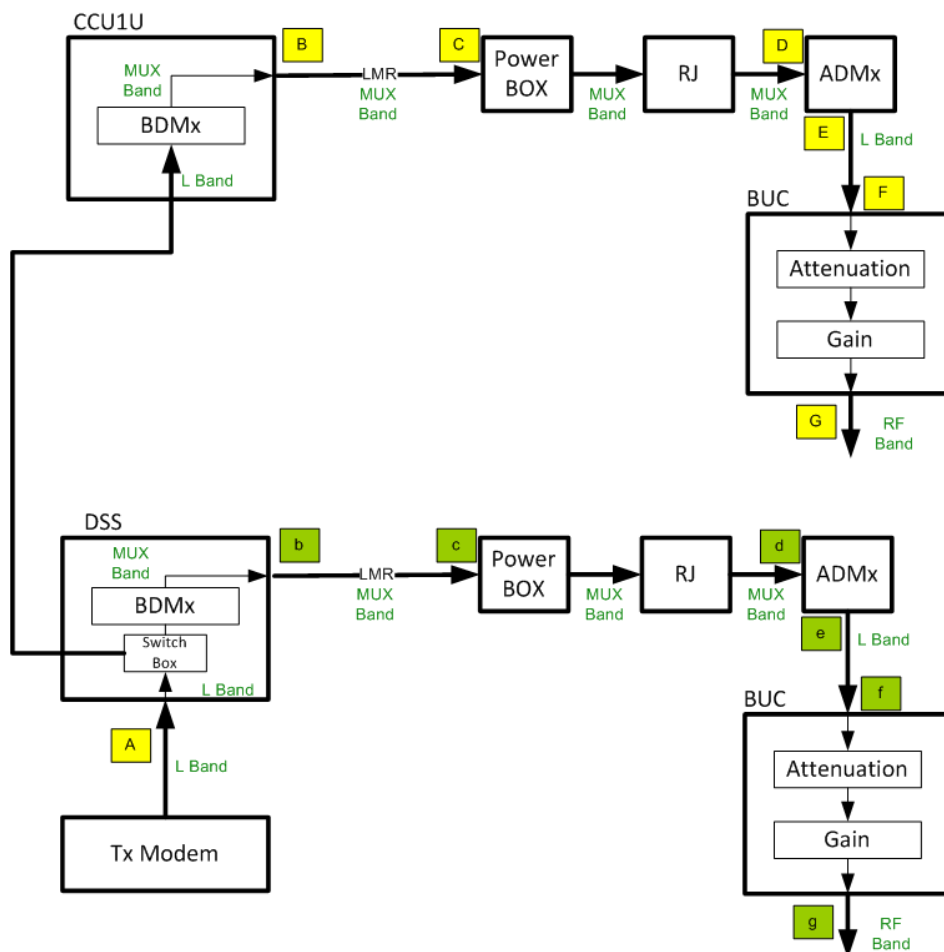 CCU1U
B
C
D
MUX
Band
BDMx
L Band
LMR
MUX
Band
Power
BOX
MUX
Band
RJ
MUX
Band
ADMx
E
L Band
F
BUC
Attenuation
Gain
G
RF
Band
DSS
b
c
d
MUX
Band
BDMx
Switch
Box
L Band
LMR
MUX
Band
Power
BOX
MUX
Band
RJ
MUX
Band
ADMx
e
L Band
f
BUC
A
L Band
Tx Modem
Attenuation
Gain
g
RF
Band